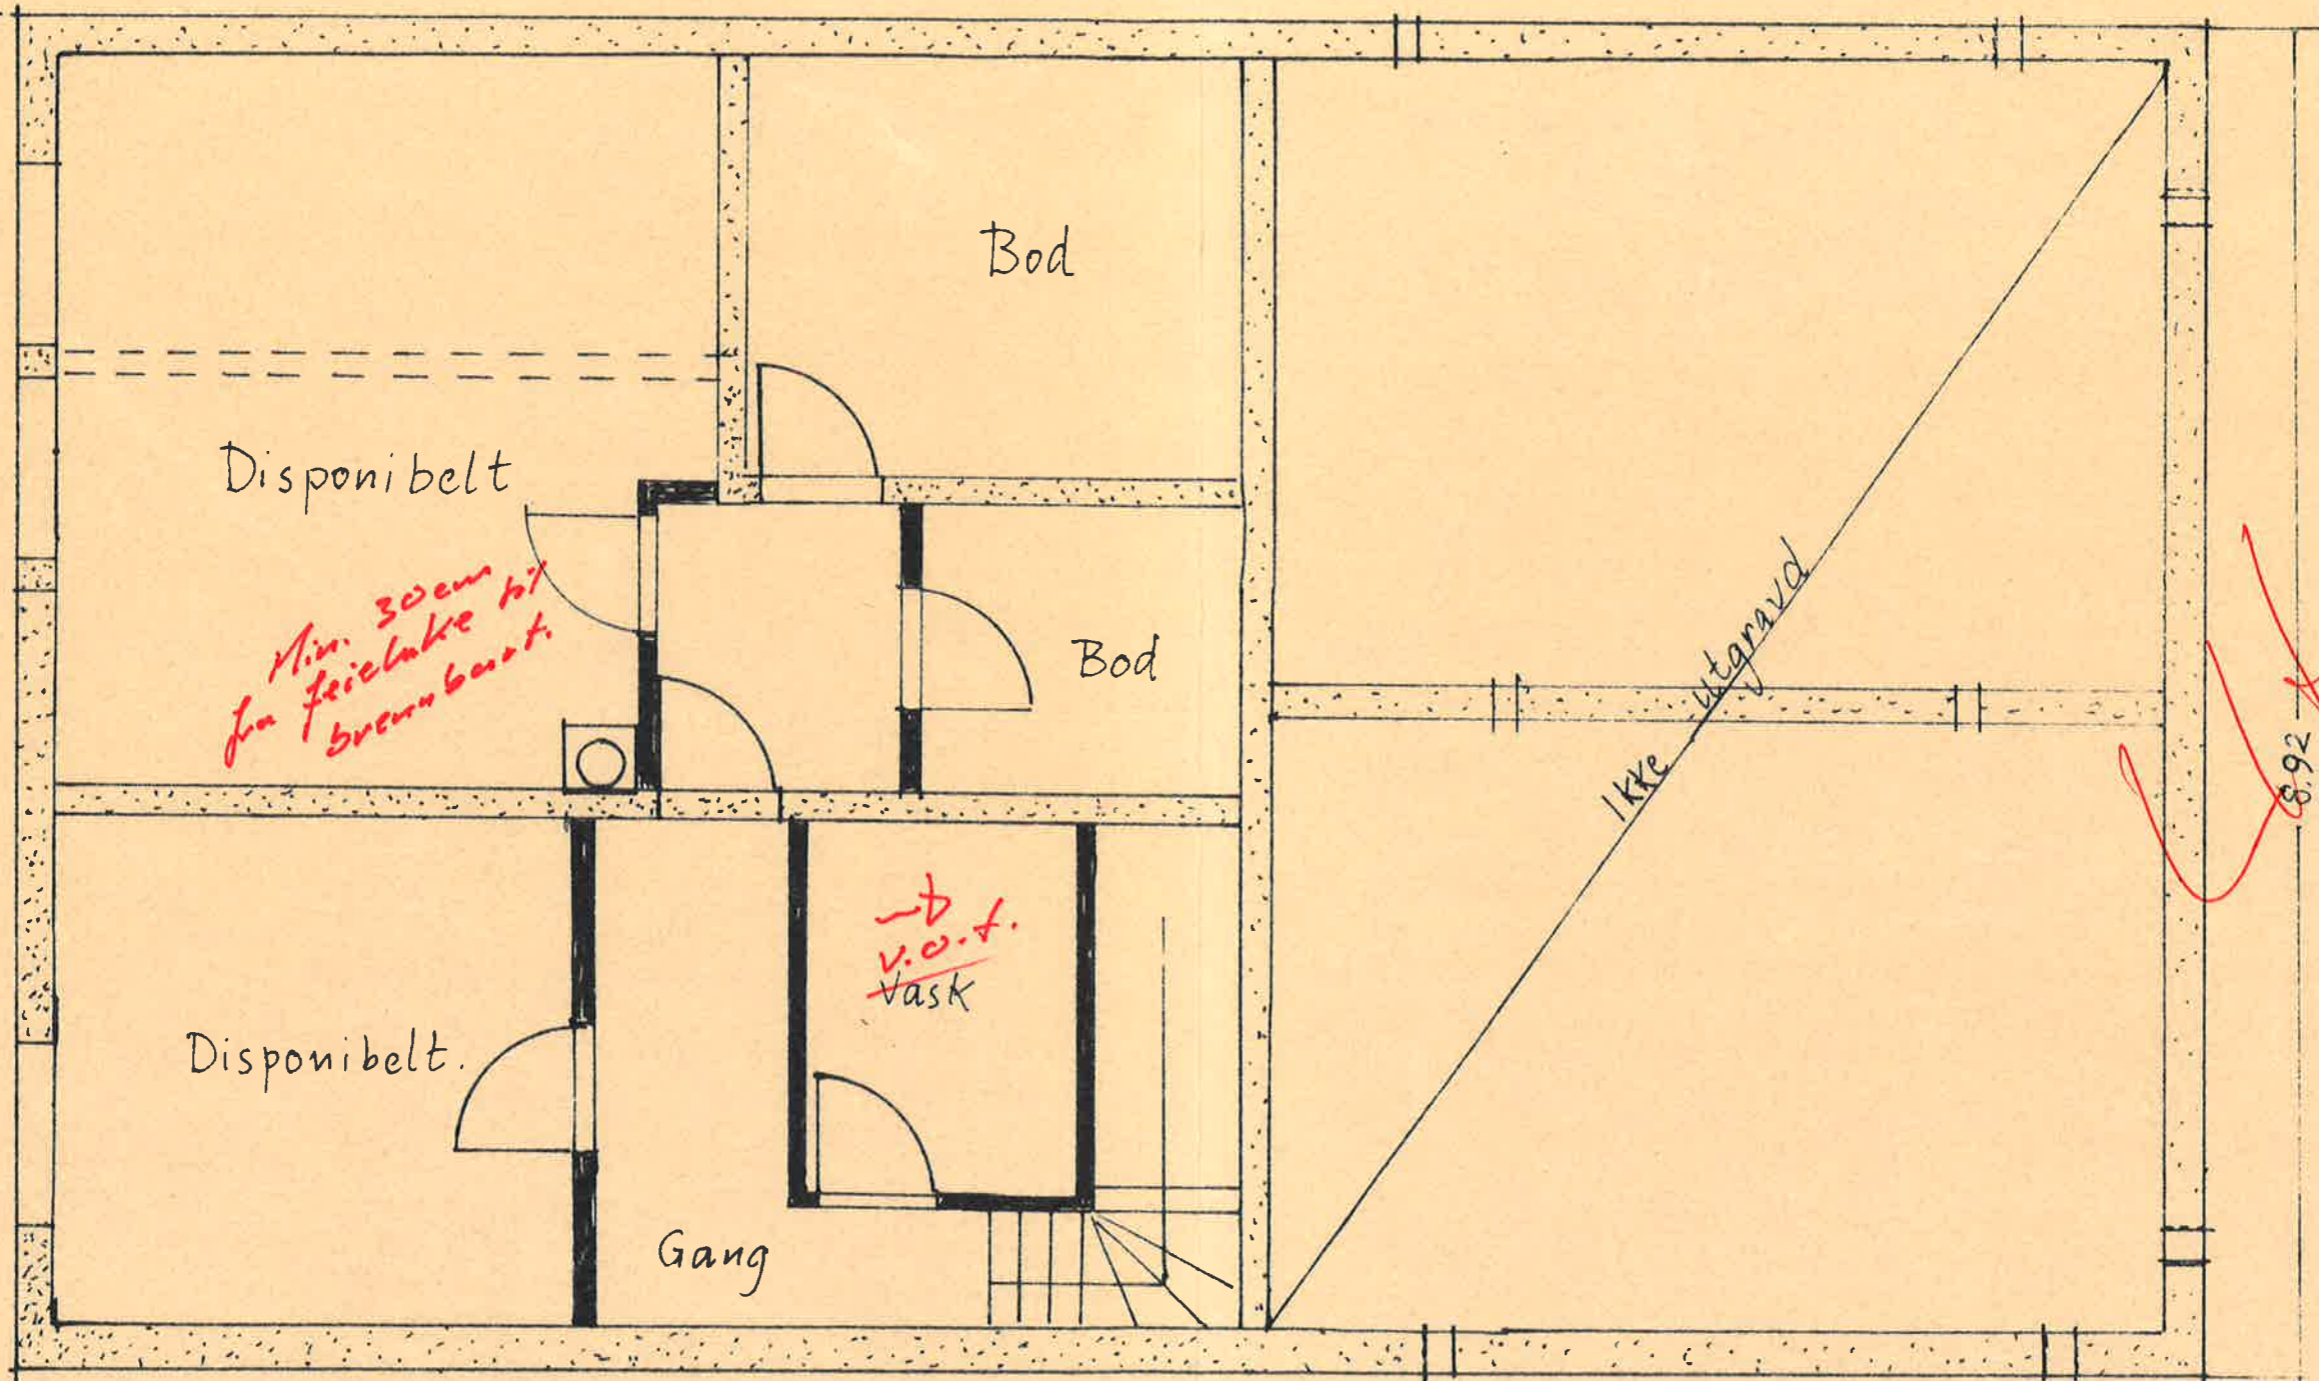 Bod
Disponibelt
Min. 30cm
fra feieluke til
brennbart.
Bod
Ikke utgravd
8.92
v.o.f.
Vask
Disponibelt.
Gang